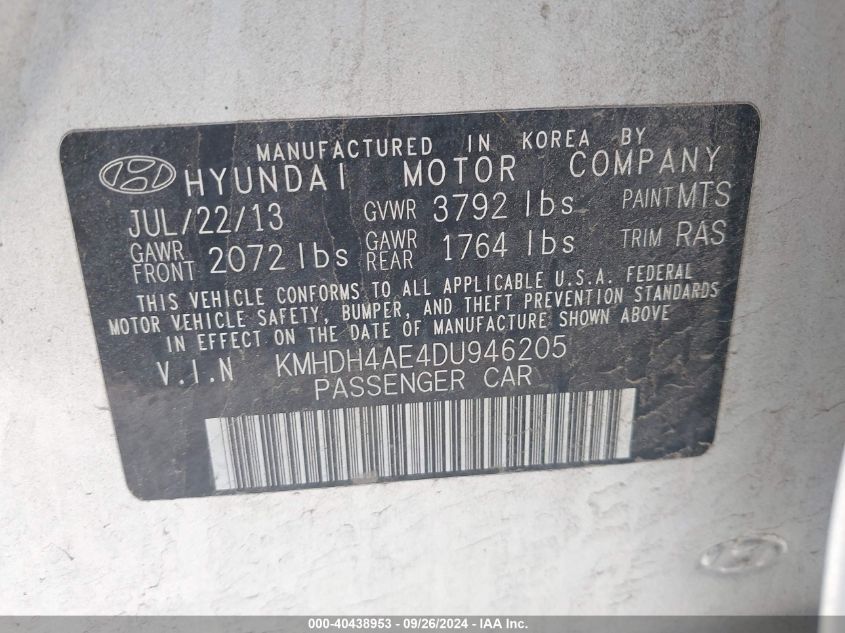 MANUFACTURED IN KOREA BY
HYUNDAI MOTOR COMPANY
JUL/22/13 GVWR 3792 lbs PAINT MTS
GAWR FRONT 2072 lbs GAWR REAR 1764 lbs TRIM RAS
THIS VEHICLE CONFORMS TO ALL APPLICABLE U.S.A. FEDERAL
MOTOR VEHICLE SAFETY, BUMPER, AND THEFT PREVENTION STANDARDS
IN EFFECT ON THE DATE OF MANUFACTURE SHOWN ABOVE
V.I.N KMHDH4AE4DU946205
PASSENGER CAR
000-40438953 - 09/26/2024 - IAA Inc.